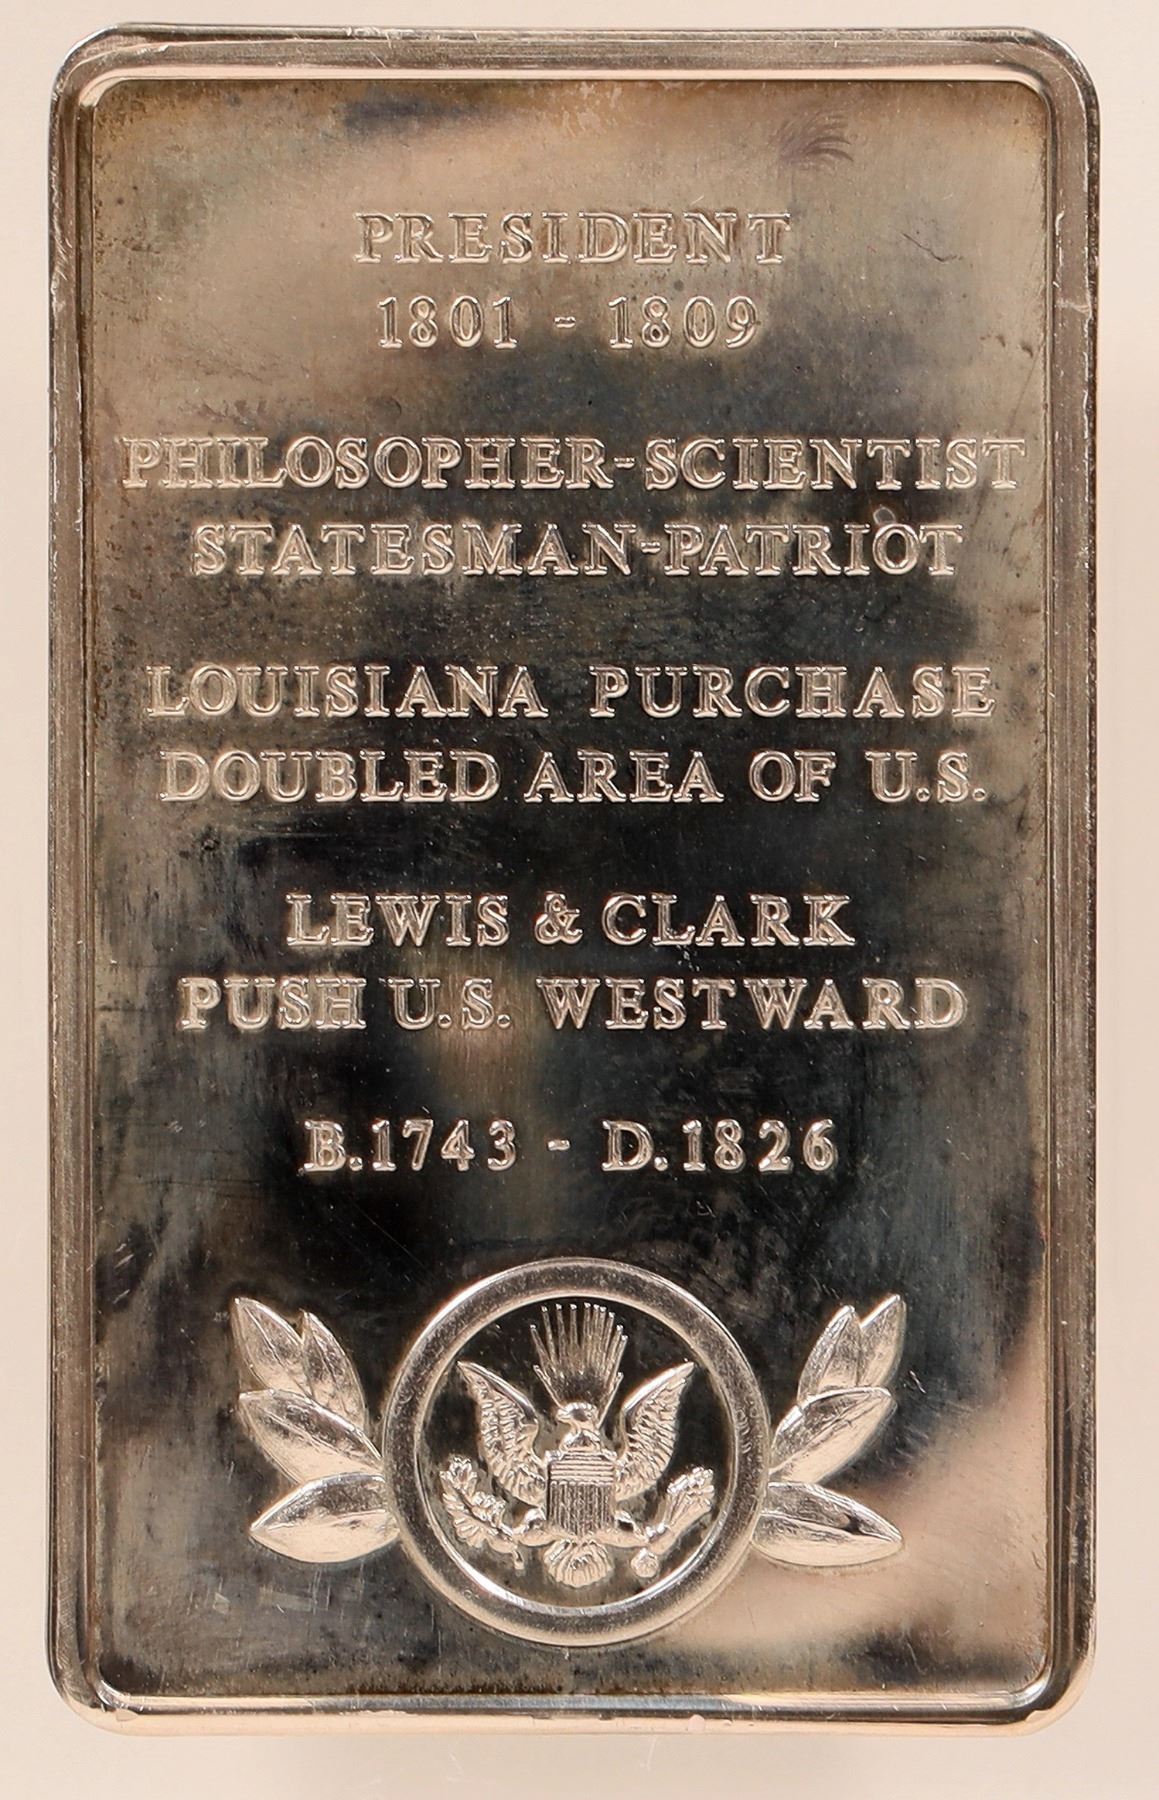 PRESIDENT
1801 - 1809
PHILOSOPHER-SCIENTIST
STATESMAN-PATRIOT
LOUISIANA PURCHASE
DOUBLED AREA OF U.S.
LEWIS & CLARK
PUSH U.S. WESTWARD
B.1743 - D.1826